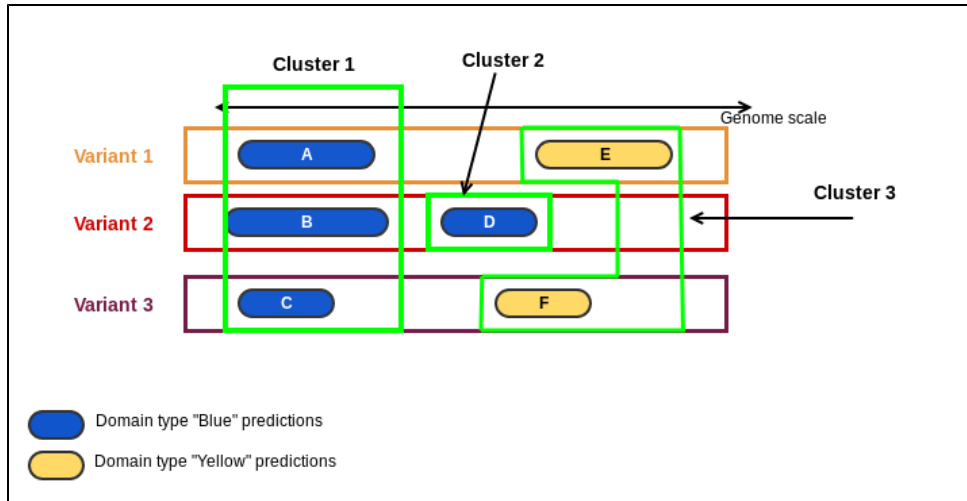 Cluster 1
Cluster 2
Genome scale
Variant 1
A
E
Cluster 3
Variant 2
B
D
Variant 3
C
F
Domain type "Blue" predictions
Domain type "Yellow" predictions